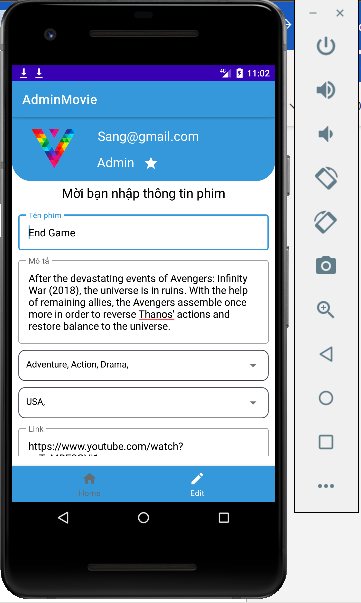 11:02
AdminMovie
Sang@gmail.com
Admin
Mời bạn nhập thông tin phim
Tên phim
End Game
Mô tả
After the devastating events of Avengers: Infinity
War (2018), the universe is in ruins. With the help
of remaining allies, the Avengers assemble once
more in order to reverse Thanos' actions and
restore balance to the universe.
Adventure, Action, Drama,
USA,
Link
https://www.youtube.com/watch?
Home
Edit